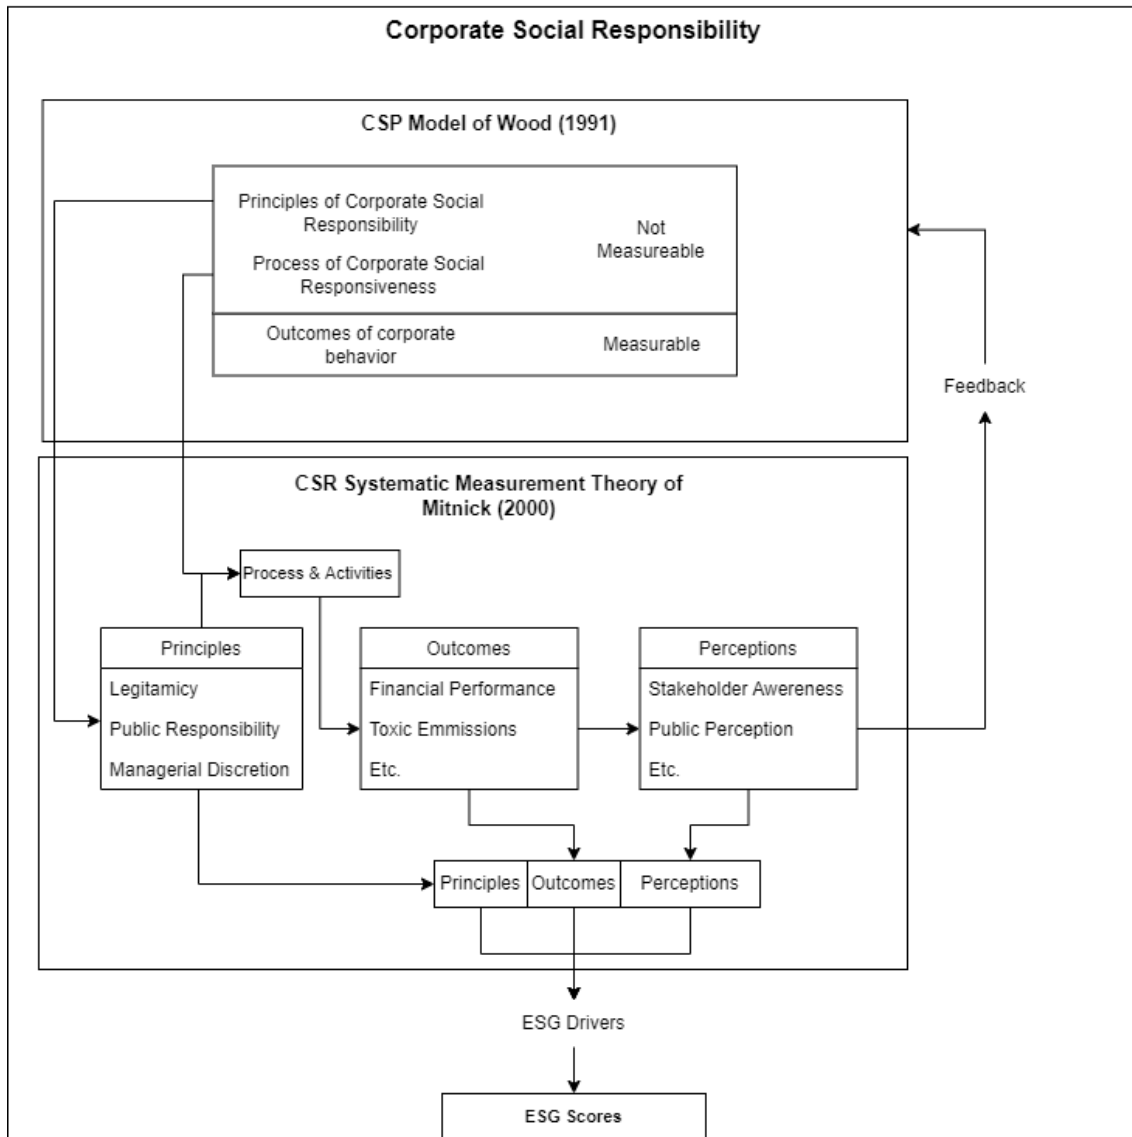 Corporate Social Responsibility
CSP Model of Wood (1991)
Principles of Corporate Social
Responsibility
Not
Measureable
Process of Corporate Social
Responsiveness
Outcomes of corporate
behavior
Measurable
Feedback
CSR Systematic Measurement Theory of
Mitnick (2000)
Process & Activities
Principles
Legitamicy
Public Responsibility
Managerial Discretion
Outcomes
Financial Performance
Toxic Emmissions
Etc.
Perceptions
Stakeholder Awereness
Public Perception
Etc.
Principles
Outcomes
Perceptions
ESG Drivers
ESG Scores